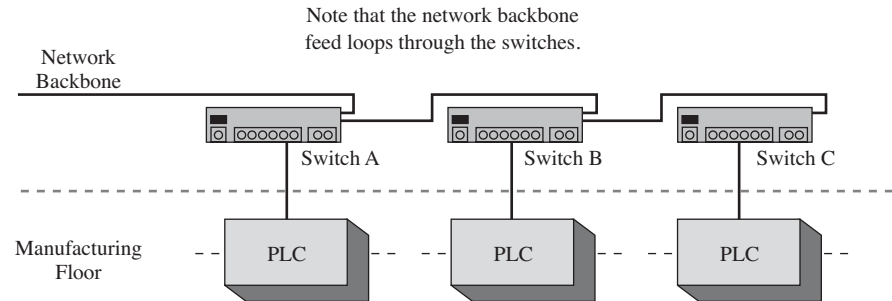 Note that the network backbone
feed loops through the switches.
Network
Backbone
Switch A
Switch B
Switch C
Manufacturing
Floor
PLC
PLC
PLC